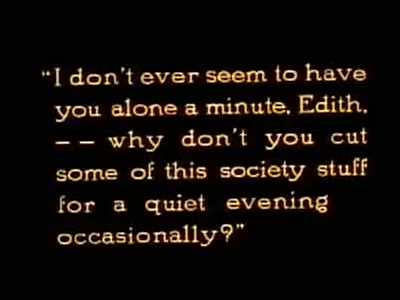 "I don't ever seem to have
you alone a minute, Edith,
-- why don't you cut
some of this society stuff
for a quiet evening
occasionally?"